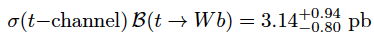 σ(t−channel) ℬ(t → Wb) = 3.14^{+0.94}_{−0.80} pb